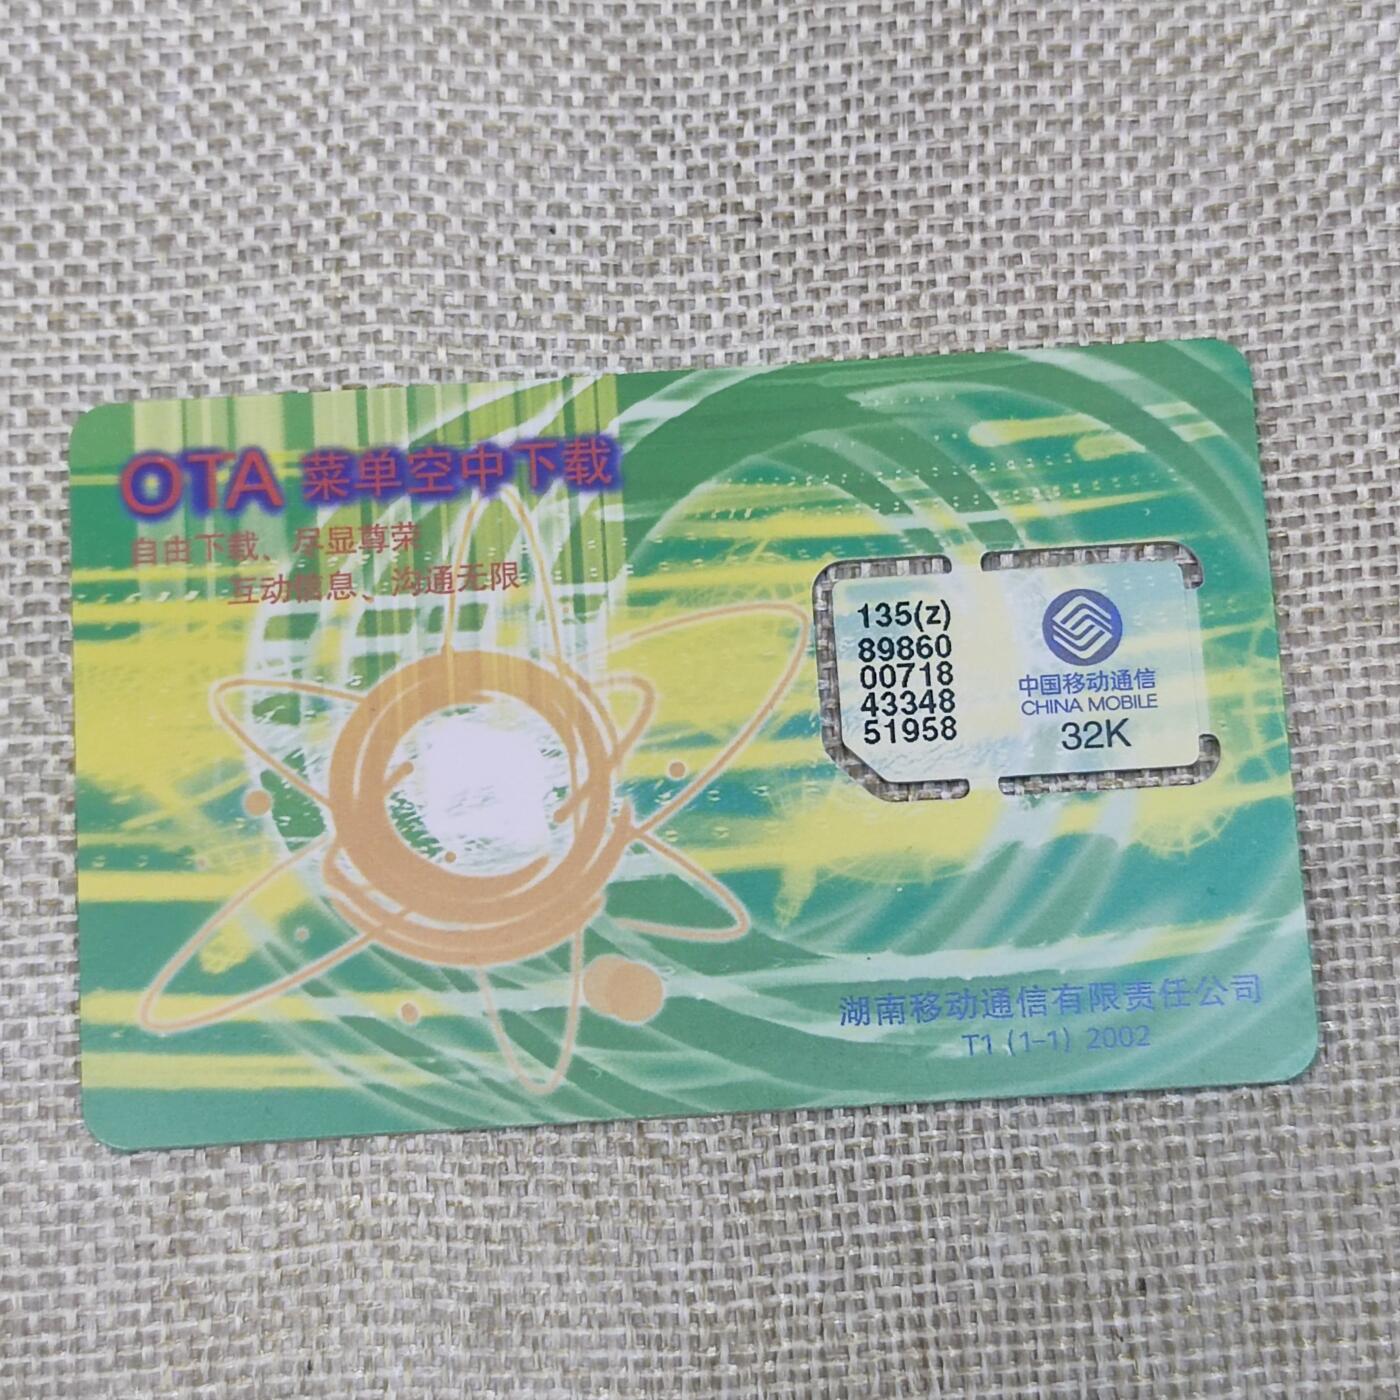 OTA 菜单空中下载
自由下载、尽显尊荣
互动信息、沟通无限
135(z)
89860
00718
43348
51958
中国移动通信
CHINA MOBILE
32K
湖南移动通信有限责任公司
T1 (1-1) 2002